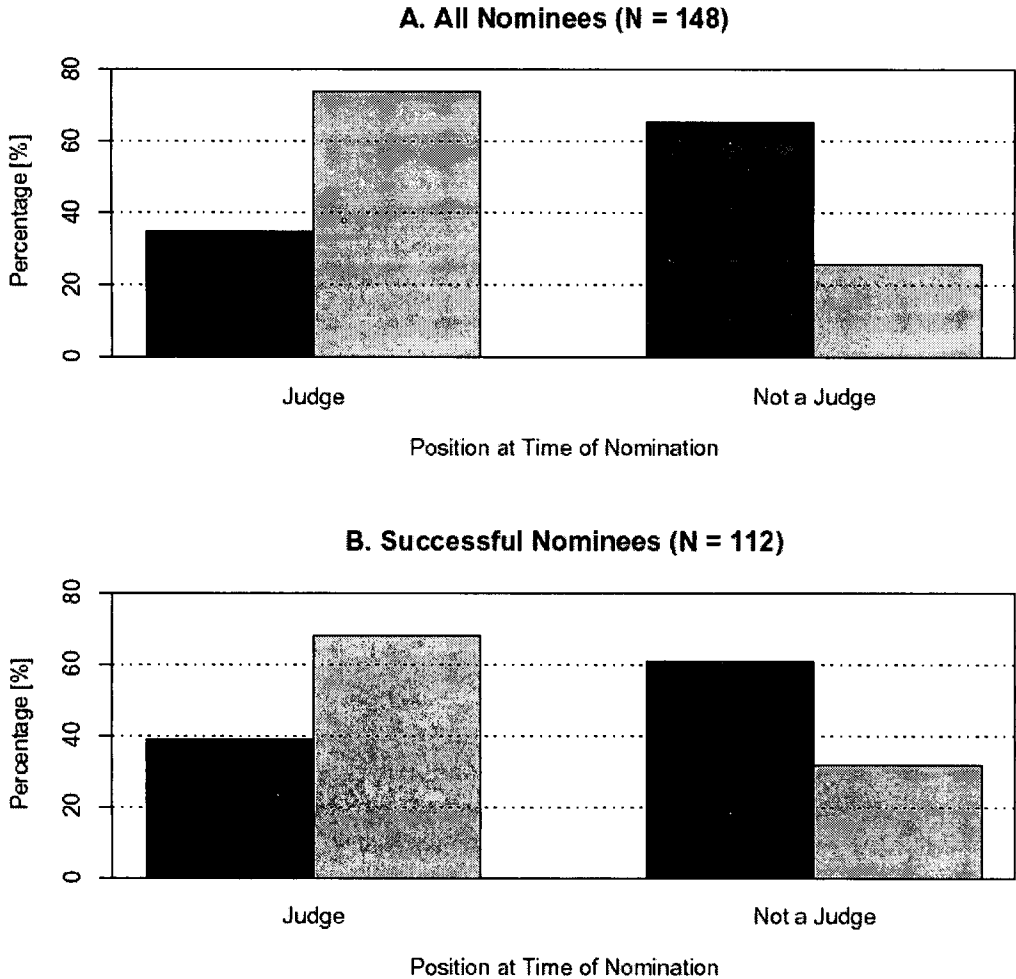 A. All Nominees (N = 148)
80
60
40
20
0
Percentage [%]
Judge
Not a Judge
Position at Time of Nomination
B. Successful Nominees (N = 112)
80
60
40
20
0
Percentage [%]
Judge
Not a Judge
Position at Time of Nomination